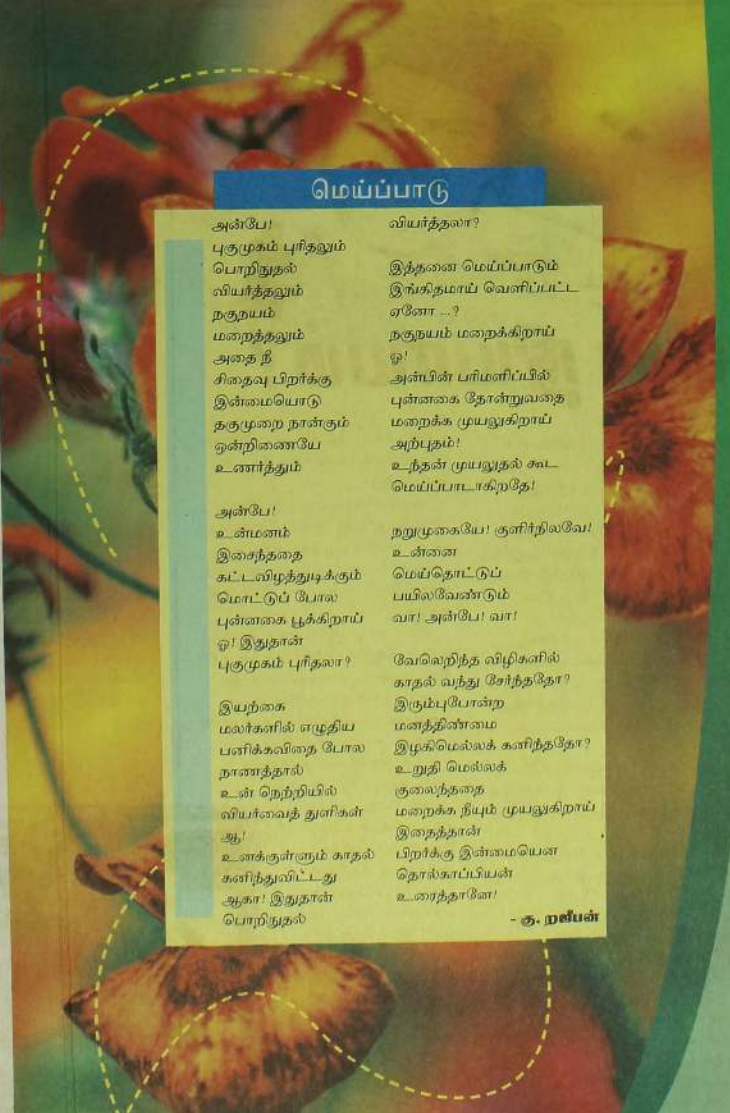 மெய்ப்பாடு
அன்பே!
புகுமுகம் புரிதலும்
பொறிநுதல்
வியர்த்தலும்
நகுநயம்
மறைத்தலும்
அதை நீ
சிதைவு பிறர்க்கு
இன்மையொடு
தகுமுறை நான்கும்
ஒன்றிணையே
உணர்த்தும்
அன்பே!
உன்மனம்
இசைந்ததை
கட்டவிழத்துடிக்கும்
மொட்டுப் போல
புன்னகை பூக்கிறாய்
ஓ! இதுதான்
புகுமுகம் புரிதலா?
இயற்கை
மலர்களில் எழுதிய
பனிக்கவிதை போல
நாணத்தால்
உன் நெற்றியில்
வியர்வைத் துளிகள்
ஆ!
உனக்குள்ளும் காதல்
கனிந்துவிட்டது
ஆகா! இதுதான்
பொறிநுதல்
வியர்த்தலா?
இத்தனை மெய்ப்பாடும்
இங்கிதமாய் வெளிப்பட்ட
ஏனோ ...?
நகுநயம் மறைக்கிறாய்
ஓ!
அன்பின் பரிமளிப்பில்
புன்னகை தோன்றுவதை
மறைக்க முயலுகிறாய்
அற்புதம்!
உந்தன் முயலுதல் கூட
மெய்ப்பாடாகிறதே!
நறுமுகையே! குளிர்நிலவே!
உன்னை
மெய்தொட்டுப்
பயிலவேண்டும்
வா! அன்பே! வா!
வேலெறிந்த விழிகளில்
காதல் வந்து சேர்ந்ததோ?
இரும்புபோன்ற
மனத்திண்மை
இழகிமெல்லக் கனிந்ததோ?
உறுதி மெல்லக்
குலைந்ததை
மறைக்க நீயும் முயலுகிறாய்
இதைத்தான்
பிறர்க்கு இன்மையென
தொல்காப்பியன்
உரைத்தானே!
- கு. றஜீபன்